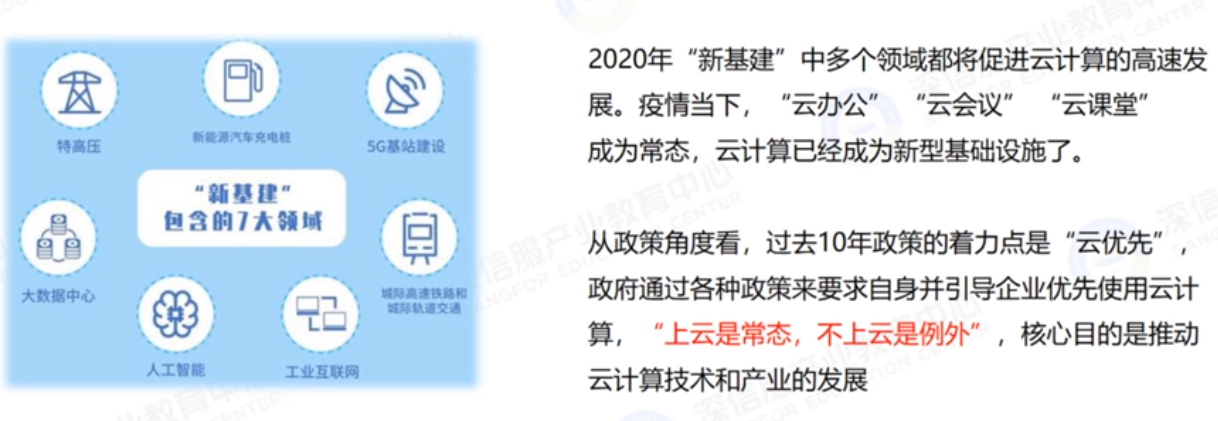 特高压
新能源汽车充电桩
5G基站建设
“新基建”
包含的7大领域
大数据中心
城际高速铁路和
城际轨道交通
人工智能
工业互联网
2020年“新基建”中多个领域都将促进云计算的高速发
展。疫情当下，“云办公”“云会议”“云课堂”
成为常态，云计算已经成为新型基础设施了。
从政策角度看，过去10年政策的着力点是“云优先”，
政府通过各种政策来要求自身并引导企业优先使用云计
算，“上云是常态，不上云是例外”，核心目的是推动
云计算技术和产业的发展
深信服产业教育中心
SANGFOR EDUCATION CENTER